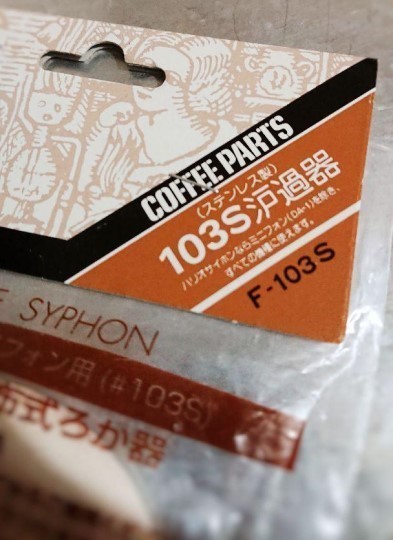 COFFEE PARTS
(ステンレス製)
103S沪過器
ハリオサイホンならミニフォン(DA-1)を除き、
すべての機種に使えます。
F-103S
SYPHON
フォン用(#103S)
布式ろか器